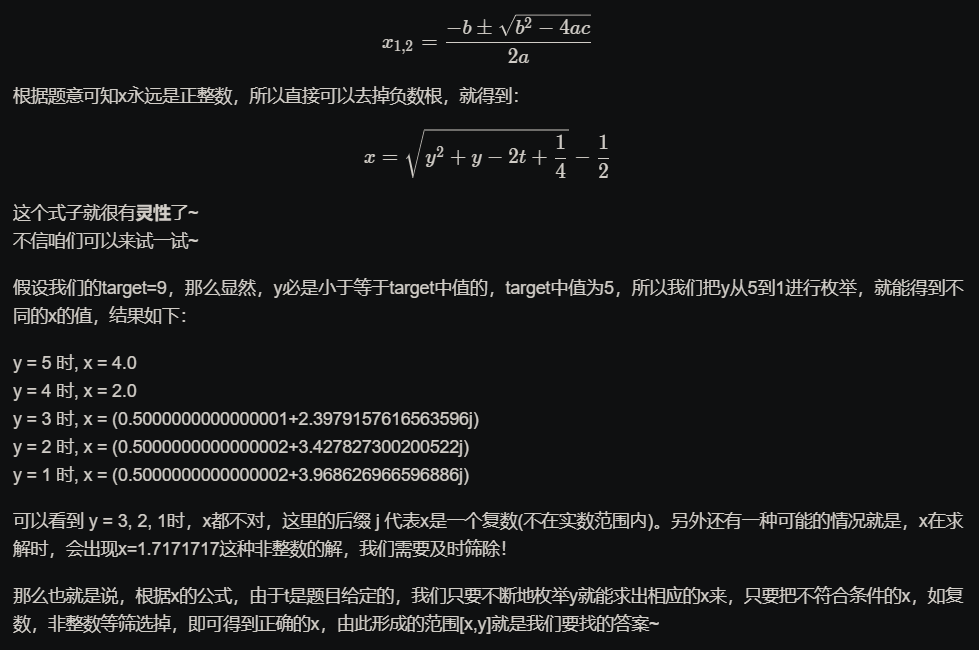 x₁,₂ = (-b ± √(b² − 4ac)) / 2a
根据题意可知x永远是正整数，所以直接可以去掉负数根，就得到：
x = √(y² + y − 2t + 1/4) − 1/2
这个式子就很有灵性了~
不信咱们可以来试一试~
假设我们的target=9，那么显然，y必是小于等于target中值的，target中值为5，所以我们把y从5到1进行枚举，就能得到不
同的x的值，结果如下：
y = 5 时, x = 4.0
y = 4 时, x = 2.0
y = 3 时, x = (0.5000000000000001+2.3979157616563596j)
y = 2 时, x = (0.5000000000000002+3.427827300200522j)
y = 1 时, x = (0.5000000000000002+3.968626966596886j)
可以看到 y = 3, 2, 1时，x都不对，这里的后缀 j 代表x是一个复数(不在实数范围内)。另外还有一种可能的情况就是，x在求
解时，会出现x=1.7171717这种非整数的解，我们需要及时筛除！
那么也就是说，根据x的公式，由于t是题目给定的，我们只要不断地枚举y就能求出相应的x来，只要把不符合条件的x，如复
数，非整数等筛选掉，即可得到正确的x，由此形成的范围[x,y]就是我们要找的答案~